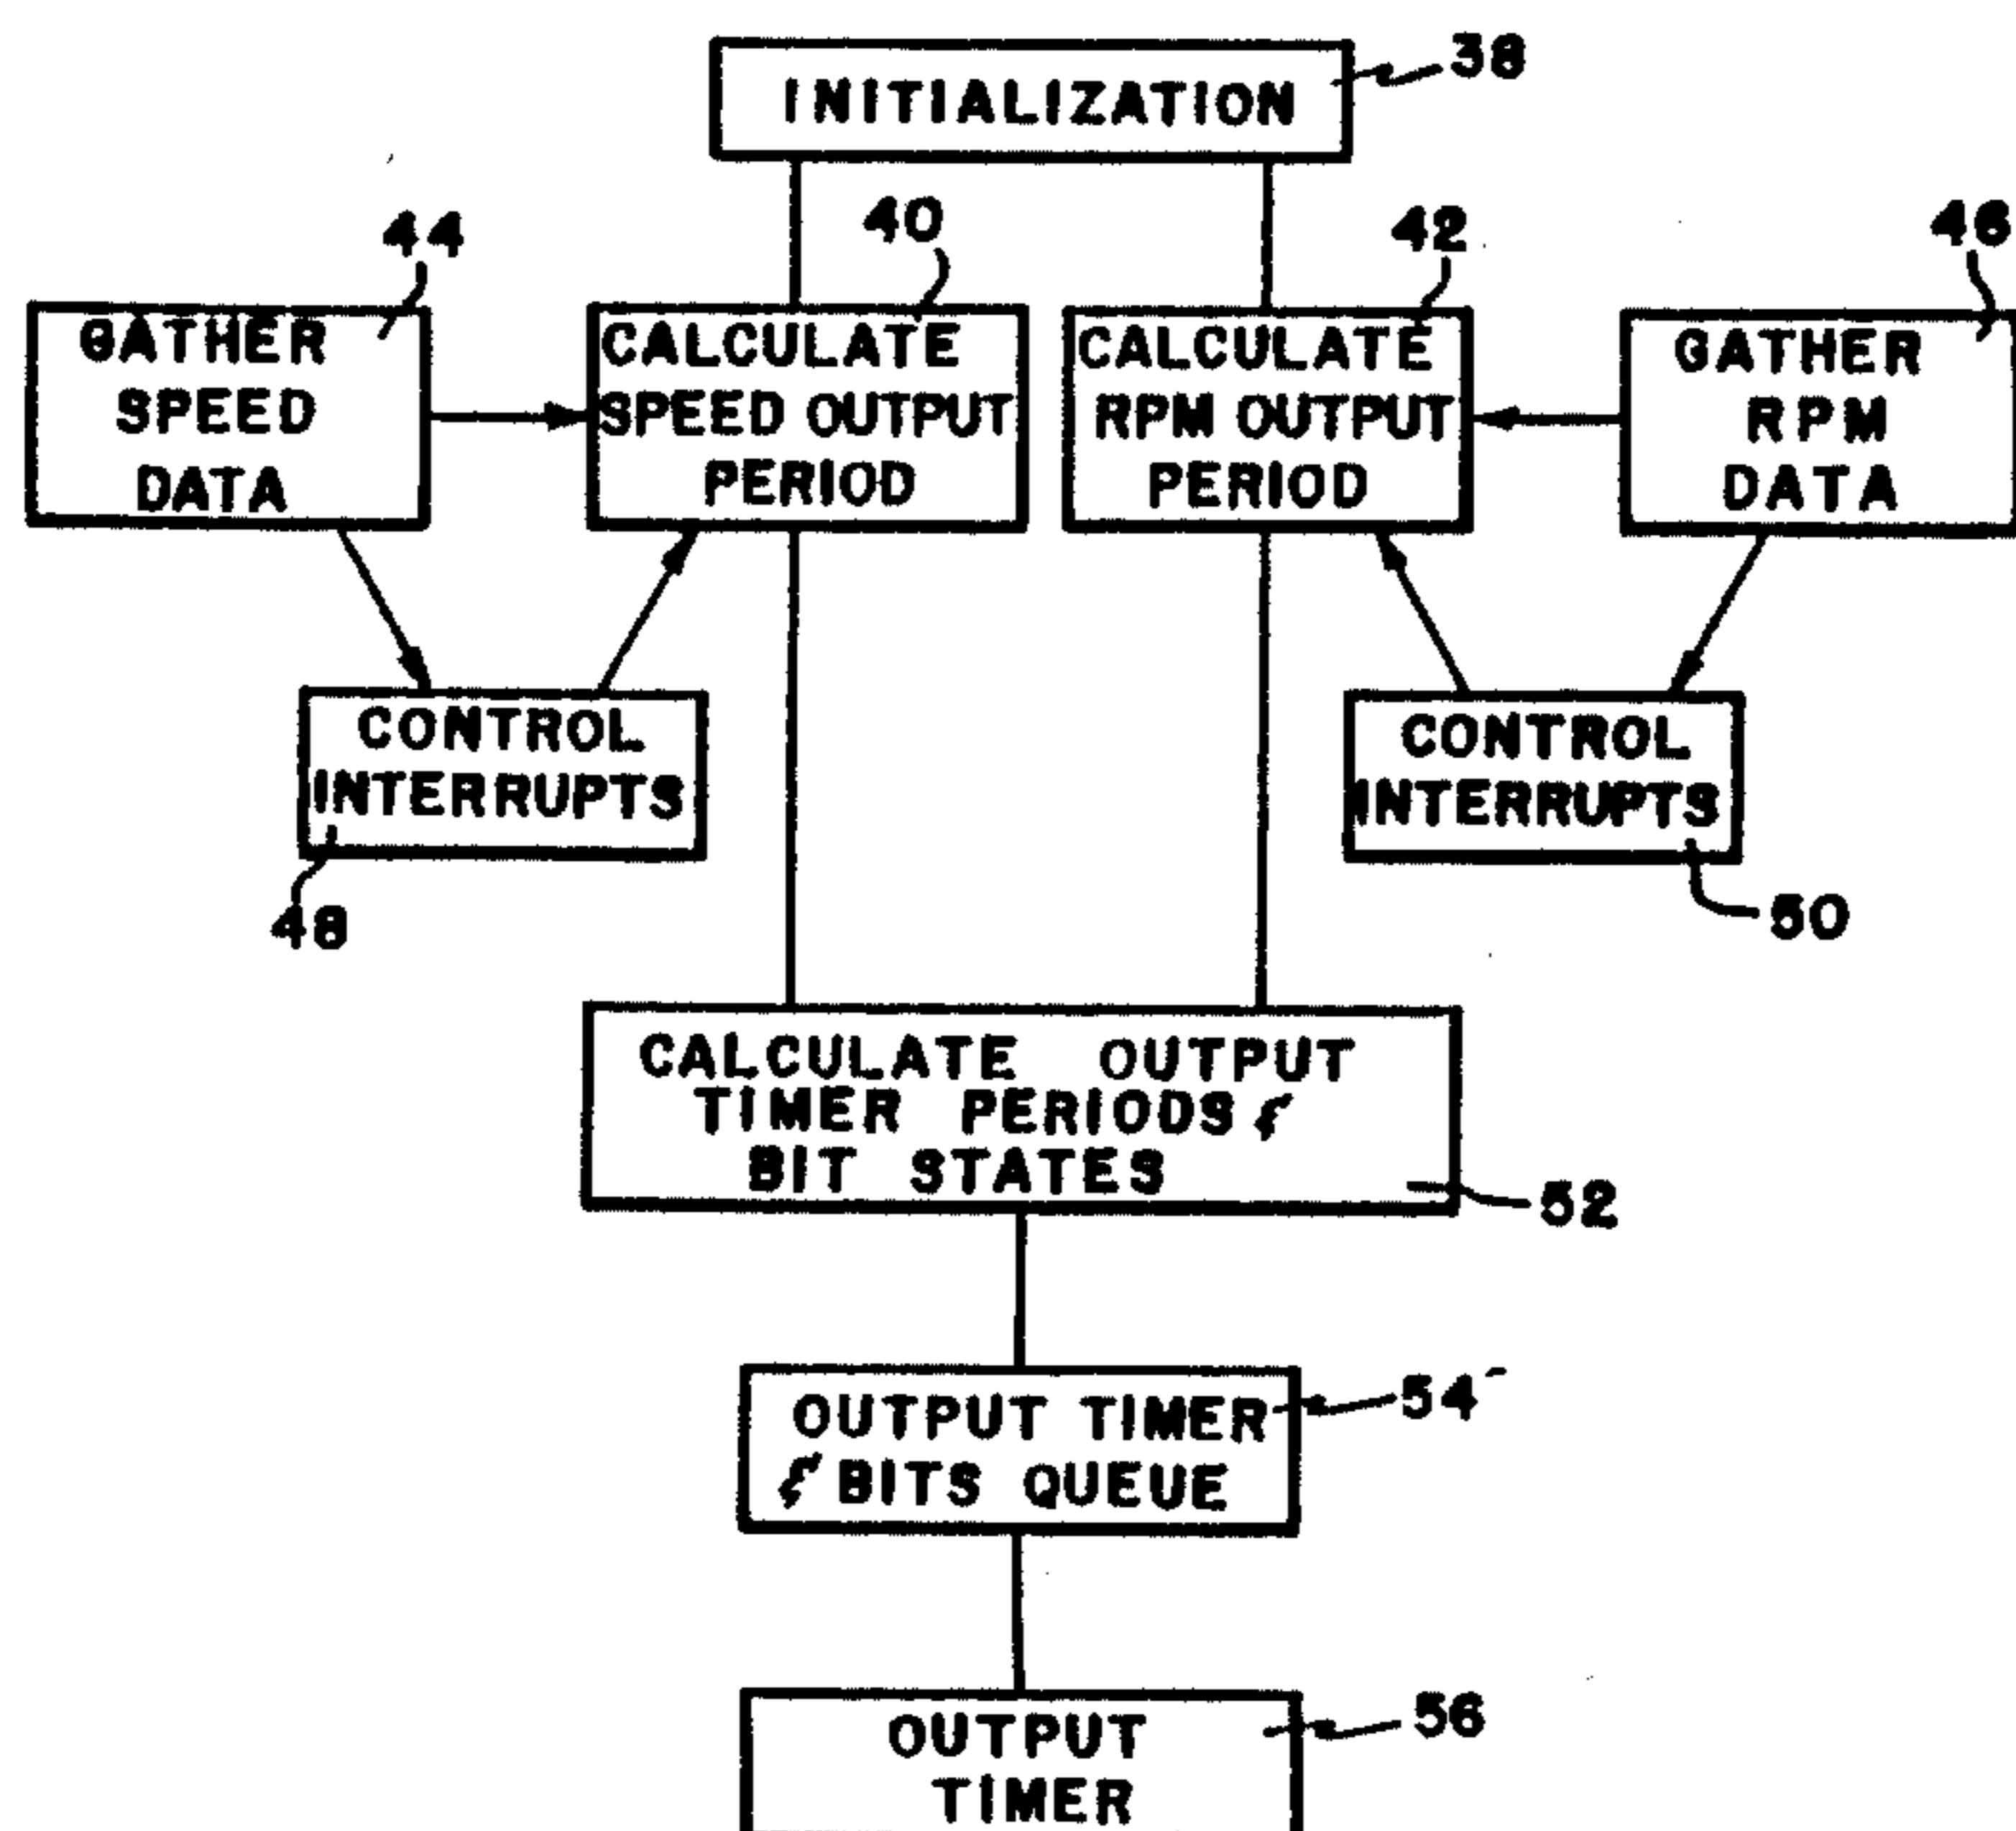 INITIALIZATION
38
44
40
42
46
GATHER
SPEED
DATA
CALCULATE
SPEED OUTPUT
PERIOD
CALCULATE
RPM OUTPUT
PERIOD
GATHER
RPM
DATA
CONTROL
INTERRUPTS
48
CONTROL
INTERRUPTS
50
CALCULATE OUTPUT
TIMER PERIODS &
BIT STATES
52
OUTPUT TIMER
& BITS QUEUE
54
OUTPUT
TIMER
56